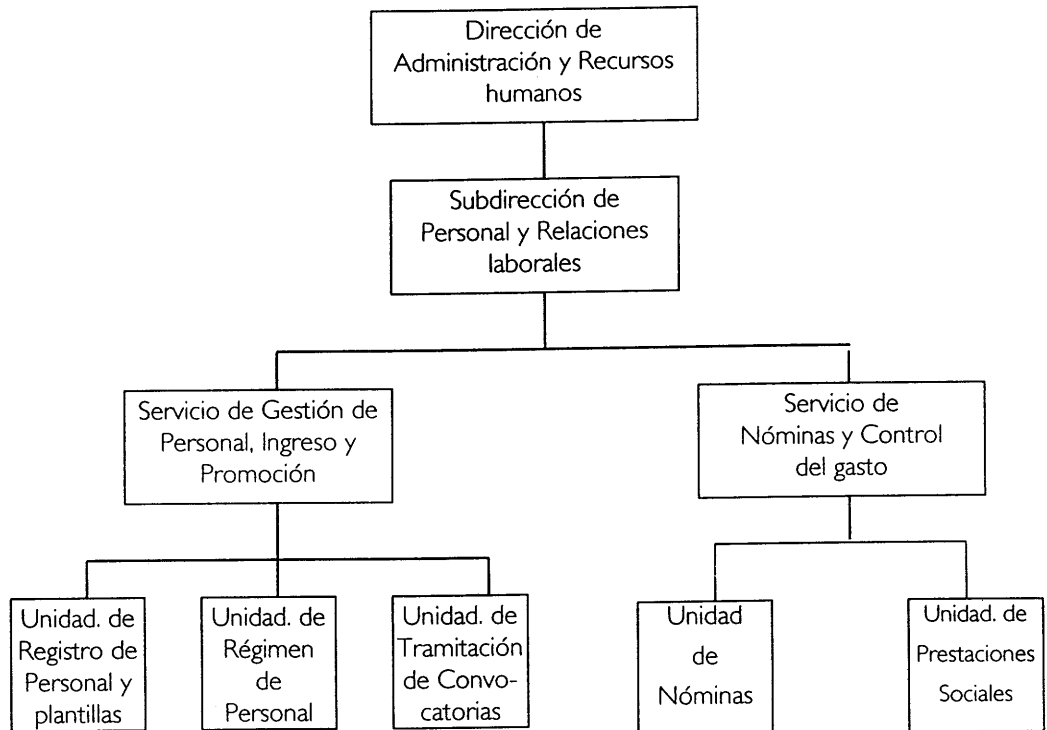 Dirección de
Administración y Recursos
humanos
Subdirección de
Personal y Relaciones
laborales
Servicio de Gestión de
Personal, Ingreso y
Promoción
Servicio de
Nóminas y Control
del gasto
Unidad. de
Registro de
Personal y
plantillas
Unidad. de
Régimen
de
Personal
Unidad. de
Tramitación
de Convo-
catorias
Unidad
de
Nóminas
Unidad. de
Prestaciones
Sociales